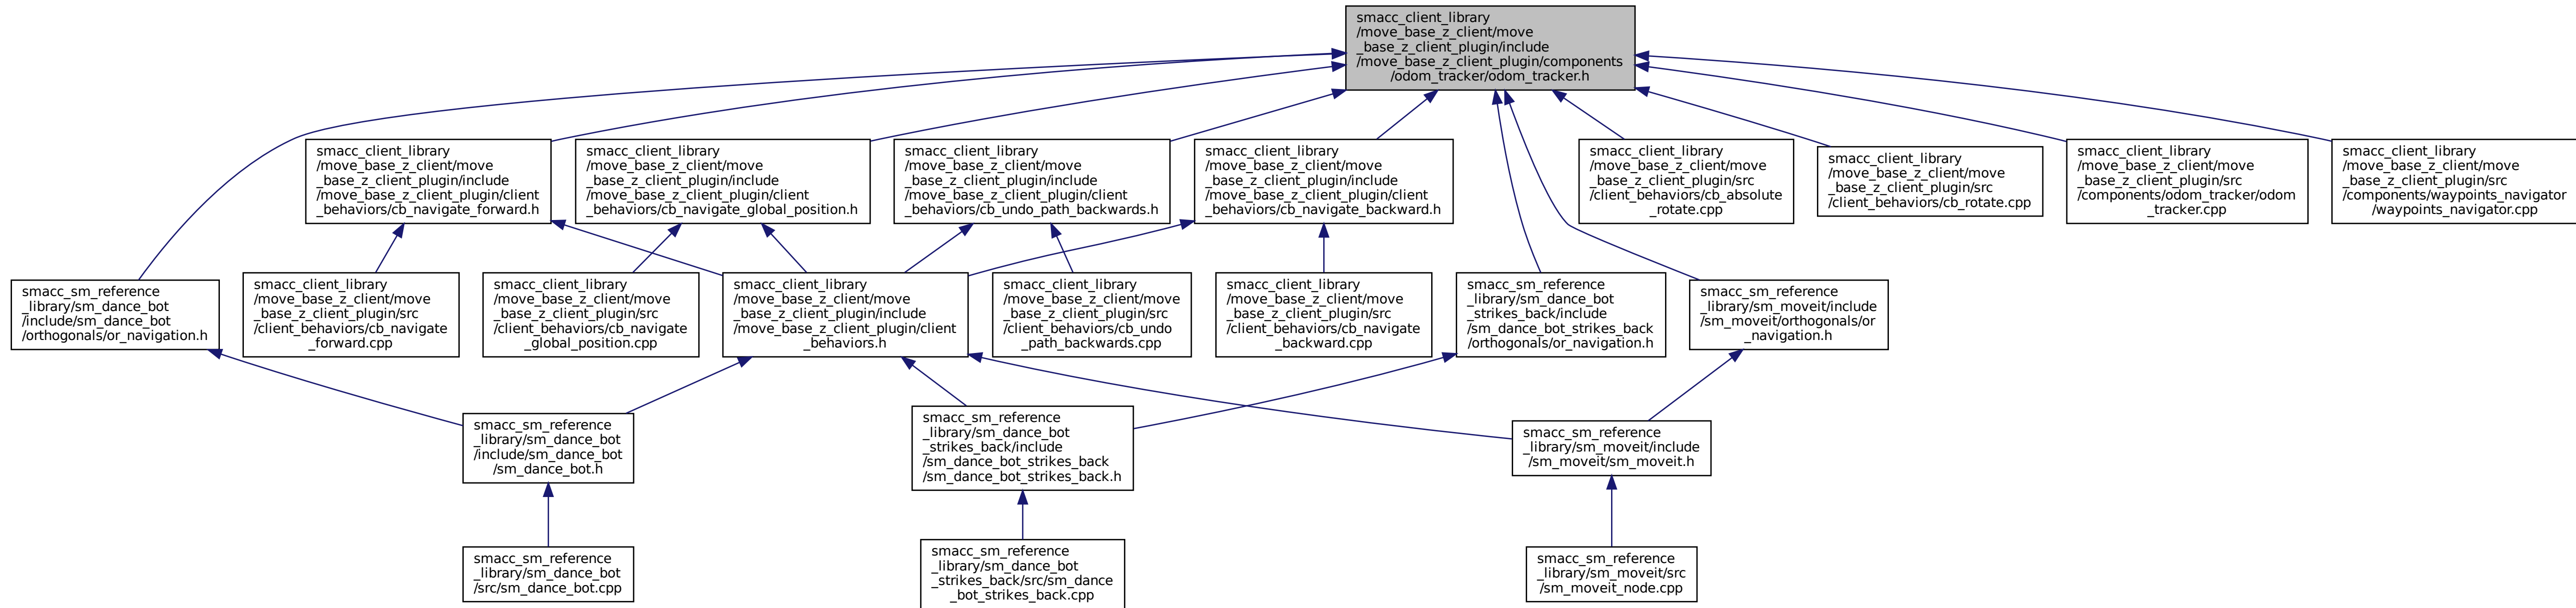 smacc_client_library
/move_base_z_client/move
_base_z_client_plugin/include
/move_base_z_client_plugin/components
/odom_tracker/odom_tracker.h
smacc_client_library
/move_base_z_client/move
_base_z_client_plugin/include
/move_base_z_client_plugin/client
_behaviors/cb_navigate_forward.h
smacc_client_library
/move_base_z_client/move
_base_z_client_plugin/include
/move_base_z_client_plugin/client
_behaviors/cb_navigate_global_position.h
smacc_client_library
/move_base_z_client/move
_base_z_client_plugin/include
/move_base_z_client_plugin/client
_behaviors/cb_undo_path_backwards.h
smacc_client_library
/move_base_z_client/move
_base_z_client_plugin/include
/move_base_z_client_plugin/client
_behaviors/cb_navigate_backward.h
smacc_client_library
/move_base_z_client/move
_base_z_client_plugin/src
/client_behaviors/cb_absolute
_rotate.cpp
smacc_client_library
/move_base_z_client/move
_base_z_client_plugin/src
/client_behaviors/cb_rotate.cpp
smacc_client_library
/move_base_z_client/move
_base_z_client_plugin/src
/components/odom_tracker/odom
_tracker.cpp
smacc_client_library
/move_base_z_client/move
_base_z_client_plugin/src
/components/waypoints_navigator
/waypoints_navigator.cpp
smacc_sm_reference
_library/sm_dance_bot
/include/sm_dance_bot
/orthogonals/or_navigation.h
smacc_client_library
/move_base_z_client/move
_base_z_client_plugin/src
/client_behaviors/cb_navigate
_forward.cpp
smacc_client_library
/move_base_z_client/move
_base_z_client_plugin/src
/client_behaviors/cb_navigate
_global_position.cpp
smacc_client_library
/move_base_z_client/move
_base_z_client_plugin/include
/move_base_z_client_plugin/client
_behaviors.h
smacc_client_library
/move_base_z_client/move
_base_z_client_plugin/src
/client_behaviors/cb_undo
_path_backwards.cpp
smacc_client_library
/move_base_z_client/move
_base_z_client_plugin/src
/client_behaviors/cb_navigate
_backward.cpp
smacc_sm_reference
_library/sm_dance_bot
_strikes_back/include
/sm_dance_bot_strikes_back
/orthogonals/or_navigation.h
smacc_sm_reference
_library/sm_moveit/include
/sm_moveit/orthogonals/or
_navigation.h
smacc_sm_reference
_library/sm_dance_bot
/include/sm_dance_bot
/sm_dance_bot.h
smacc_sm_reference
_library/sm_dance_bot
_strikes_back/include
/sm_dance_bot_strikes_back
/sm_dance_bot_strikes_back.h
smacc_sm_reference
_library/sm_moveit/include
/sm_moveit/sm_moveit.h
smacc_sm_reference
_library/sm_dance_bot
/src/sm_dance_bot.cpp
smacc_sm_reference
_library/sm_dance_bot
_strikes_back/src/sm_dance
_bot_strikes_back.cpp
smacc_sm_reference
_library/sm_moveit/src
/sm_moveit_node.cpp